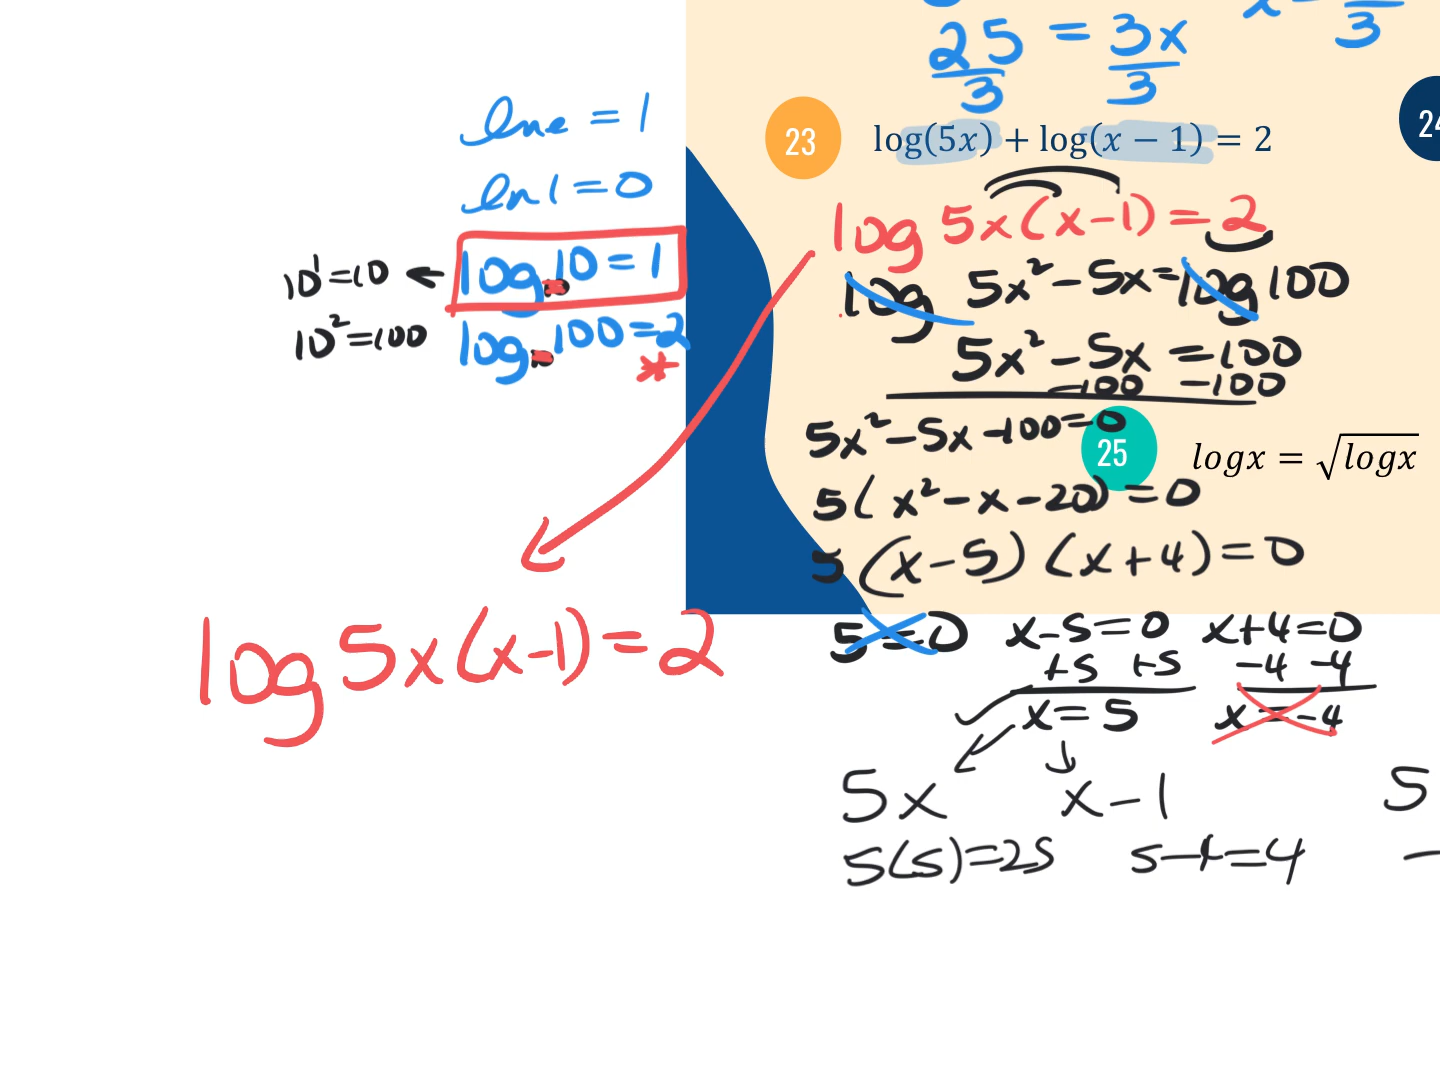 25 = 3x
3 3 3
ln e = 1
23 log(5x) + log(x − 1) = 2
24
ln 1 = 0
log 5x(x-1) = 2
10¹=10 ← log 10 = 1
log 5x² - 5x = log 100
10²=100 log 100 = 2
*
5x² - 5x = 100
-100 -100
5x² - 5x - 100 = 0
25 logx = √logx
5(x² - x - 20) = 0
5(x-5)(x+4) = 0
5=0 x-5=0 x+4=0
+5 +5 -4 -4
log 5x(x-1) = 2
x=5 x=-4
5x x-1 5
5(5)=25 5-1=4